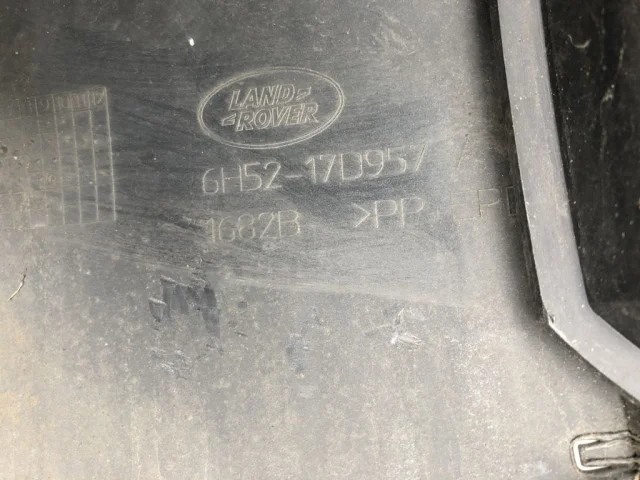 LAND-
-ROVER
6H52-17D957
1682B >PP